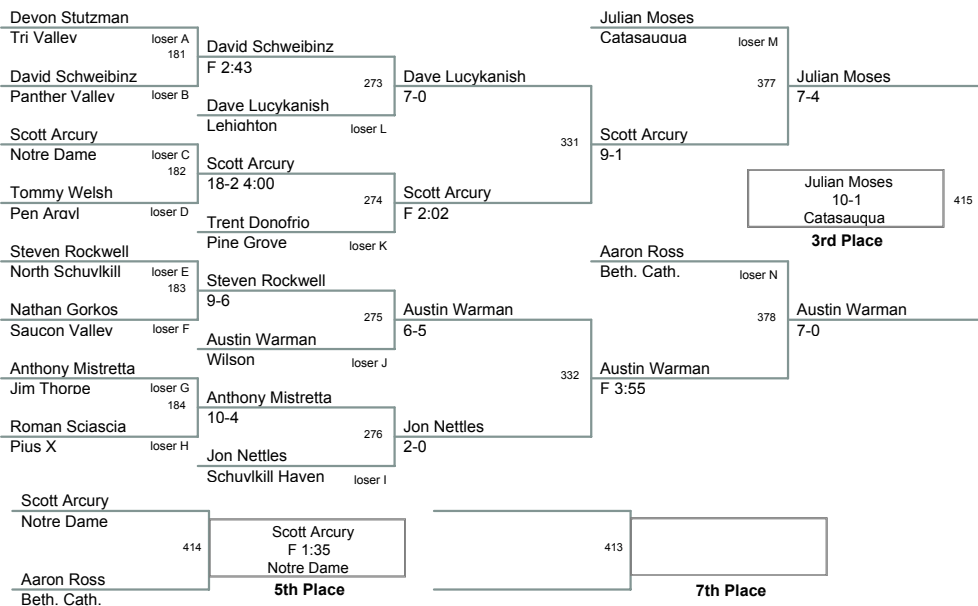 Devon Stutzman
Tri Valley
loser A
181
David Schweibinz
Panther Valley
loser B
Scott Arcury
Notre Dame
loser C
182
Tommy Welsh
Pen Argyl
loser D
Steven Rockwell
North Schuylkill
loser E
183
Nathan Gorkos
Saucon Valley
loser F
Anthony Mistretta
Jim Thorpe
loser G
184
Roman Sciascia
Pius X
loser H
David Schweibinz
F 2:43
273
Dave Lucykanish
Lehighton
loser L
Scott Arcury
18-2 4:00
274
Trent Donofrio
Pine Grove
loser K
Steven Rockwell
9-6
275
Austin Warman
Wilson
loser J
Anthony Mistretta
10-4
276
Jon Nettles
Schuylkill Haven
loser I
Dave Lucykanish
7-0
331
Scott Arcury
F 2:02
Austin Warman
6-5
332
Jon Nettles
2-0
Julian Moses
Catasauqua
loser M
377
Scott Arcury
9-1
Aaron Ross
Beth. Cath.
loser N
378
Austin Warman
F 3:55
Julian Moses
7-4
Julian Moses
10-1
Catasauqua
415
3rd Place
Austin Warman
7-0
Scott Arcury
Notre Dame
414
Aaron Ross
Beth. Cath.
Scott Arcury
F 1:35
Notre Dame
5th Place
413
7th Place